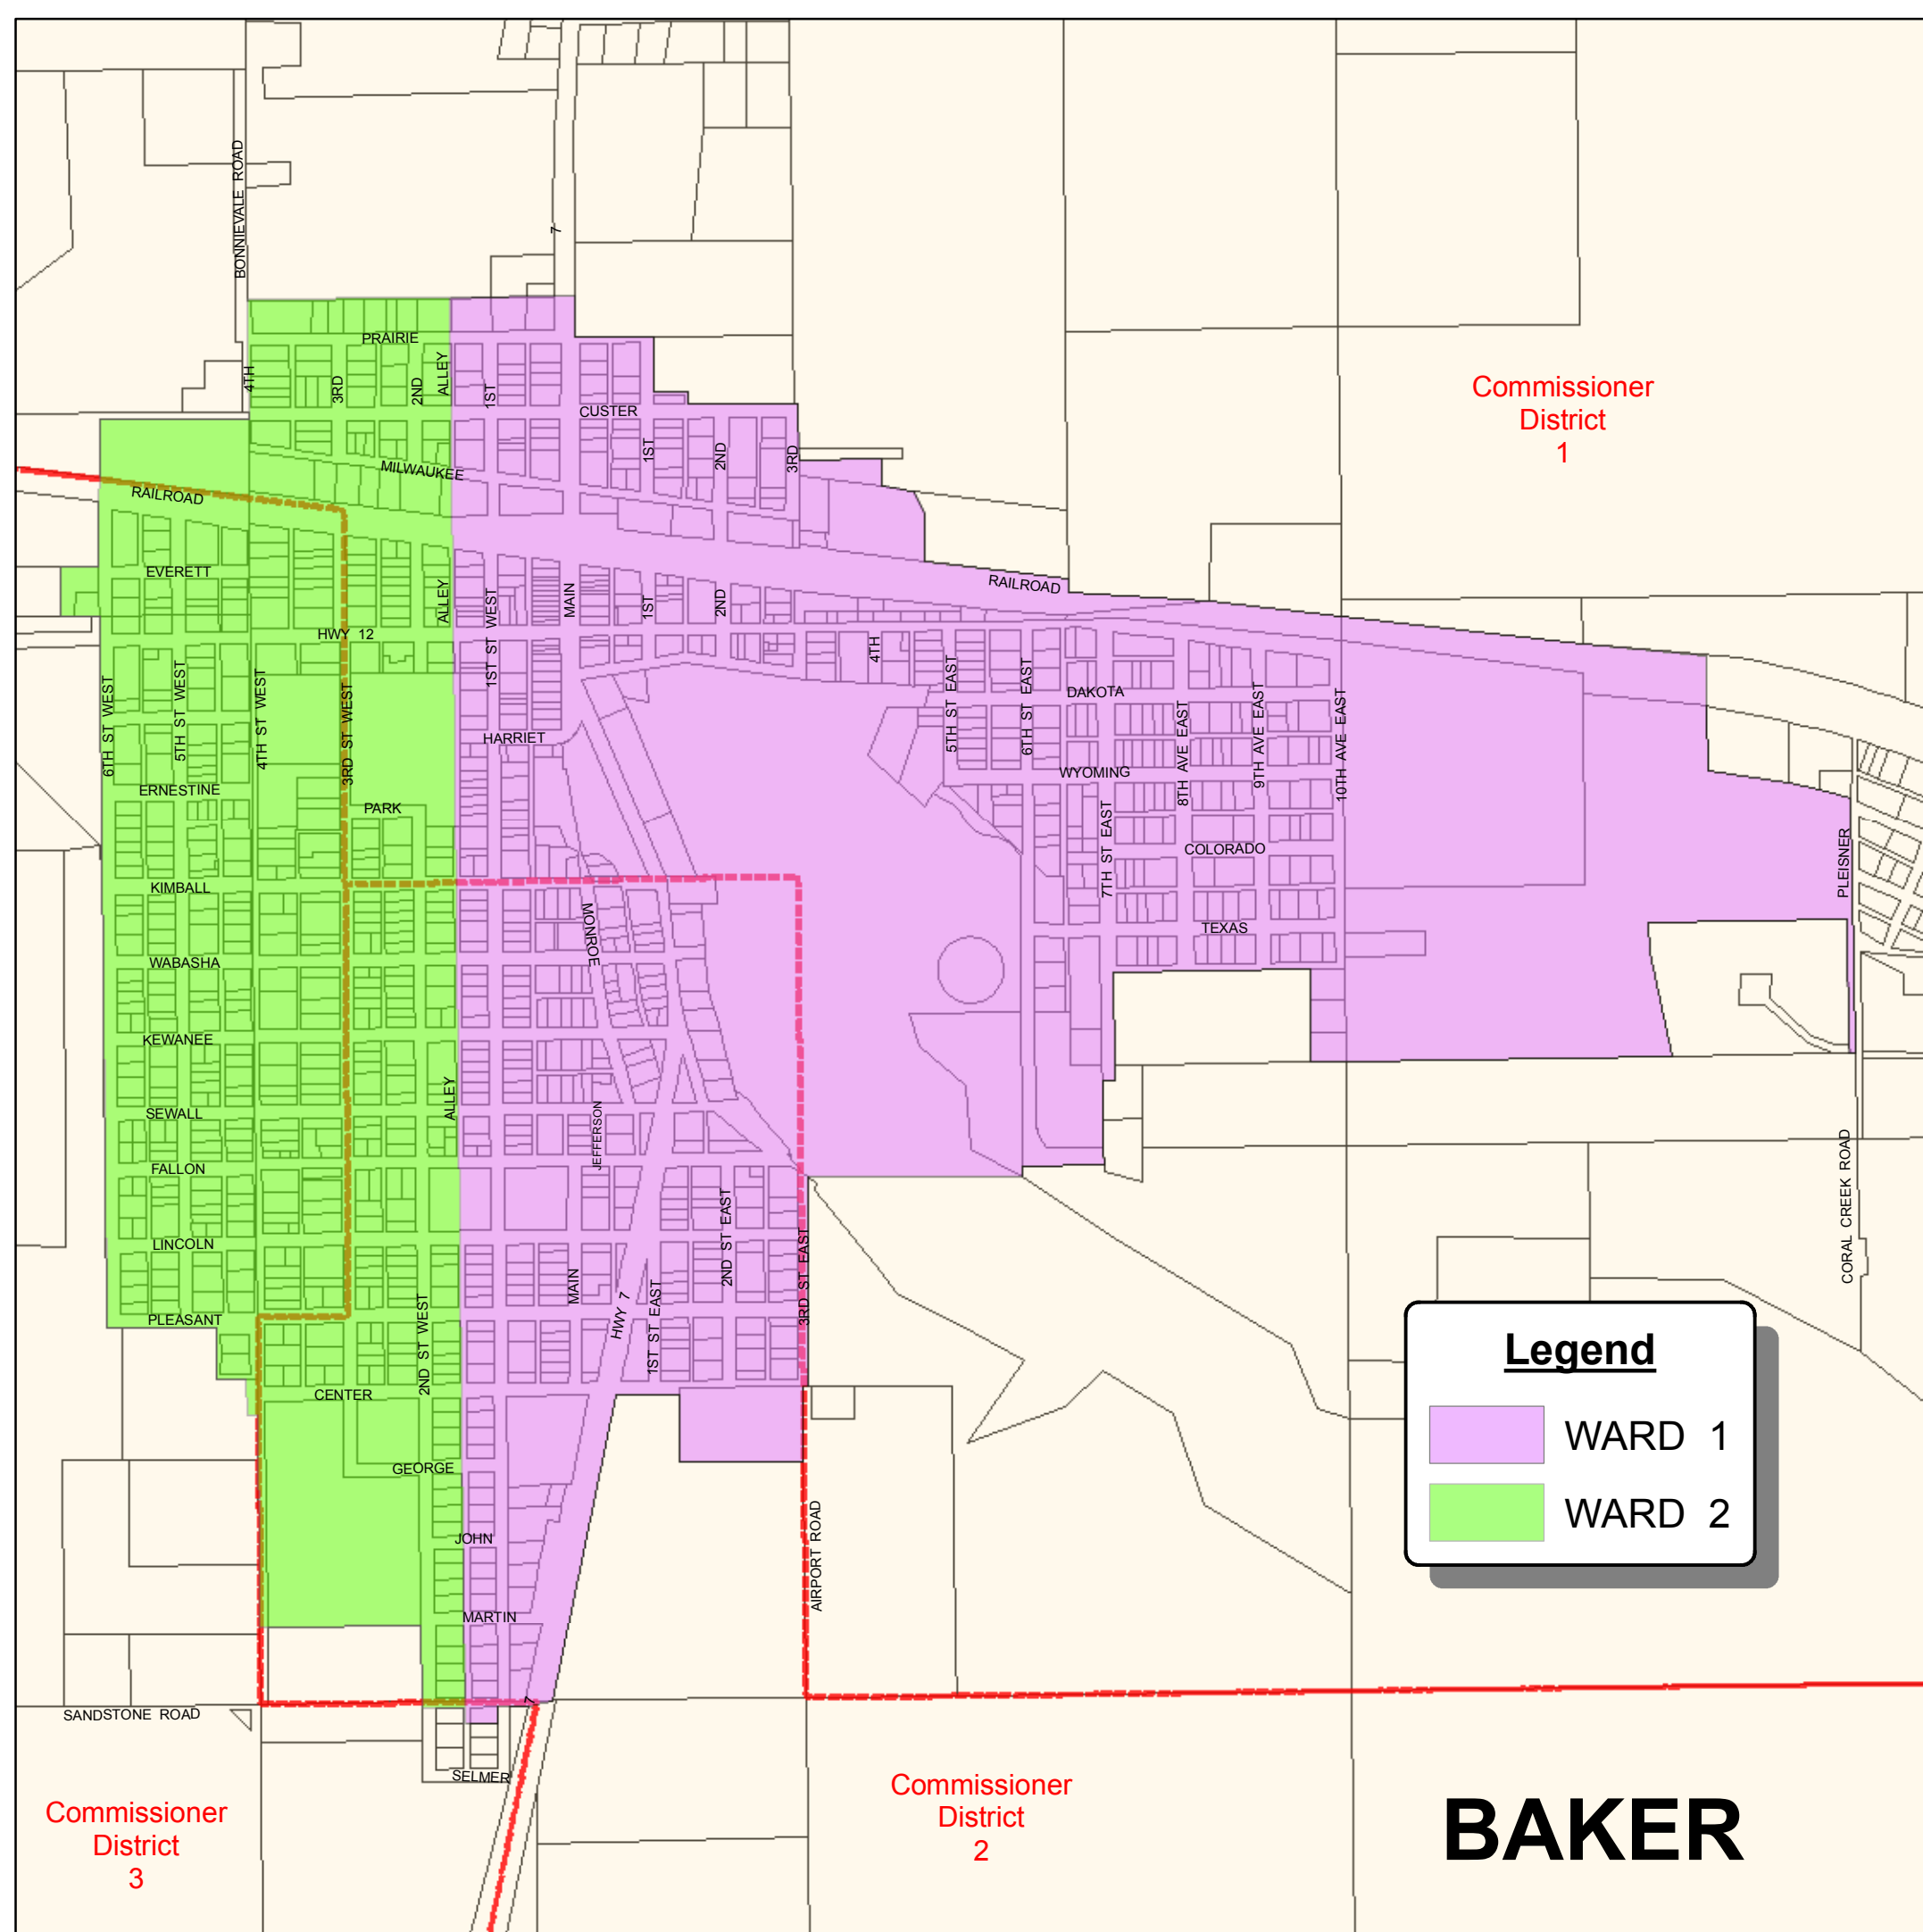 BONNIEVALE ROAD
7
PRAIRIE
4TH
3RD
2ND
ALLEY
1ST
CUSTER
1ST
2ND
3RD
MILWAUKEE
RAILROAD
Commissioner
District
1
EVERETT
ALLEY
1ST ST WEST
MAIN
1ST
2ND
RAILROAD
HWY 12
4TH
6TH ST WEST
5TH ST WEST
4TH ST WEST
3RD ST WEST
5TH ST EAST
6TH ST EAST
DAKOTA
8TH AVE EAST
9TH AVE EAST
10TH AVE EAST
HARRIET
WYOMING
ERNESTINE
PARK
7TH ST EAST
COLORADO
PLEISNER
KIMBALL
MONROE
TEXAS
WABASHA
KEWANEE
ALLEY
SEWALL
JEFFERSON
FALLON
2ND ST EAST
CORAL CREEK ROAD
LINCOLN
MAIN
HWY 7
1ST ST EAST
3RD ST EAST
PLEASANT
2ND ST WEST
CENTER
GEORGE
JOHN
AIRPORT ROAD
MARTIN
7
SANDSTONE ROAD
SELMER
Legend
WARD 1
WARD 2
Commissioner
District
3
Commissioner
District
2
BAKER